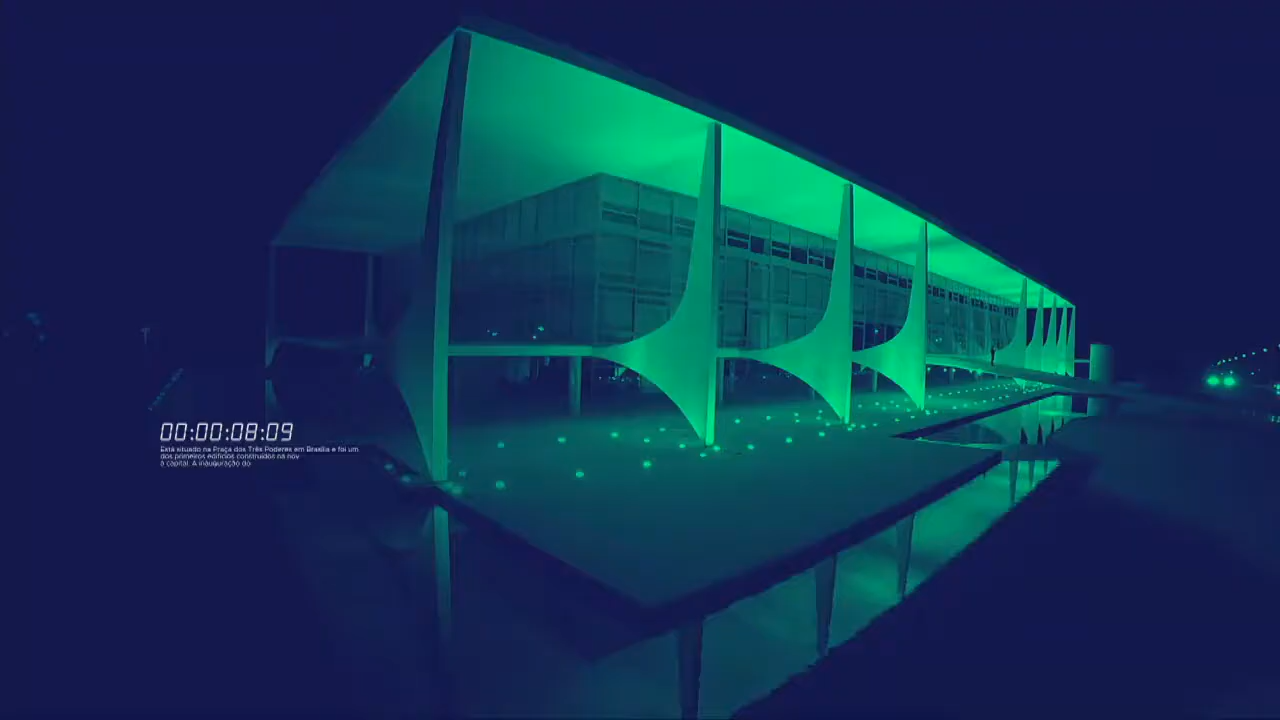 00:00:08:09
Está situado na Praça dos Três Poderes em Brasília e foi um
dos primeiros edifícios construídos na nov
a capital. A inauguração do